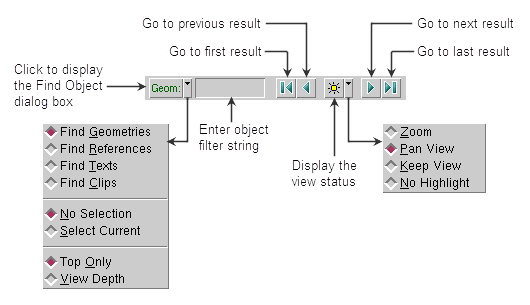 Go to previous result
Go to next result
Go to first result
Go to last result
Click to display
the Find Object
dialog box
Geom:
Enter object
filter string
Display the
view status
Find Geometries
Find References
Find Texts
Find Clips
No Selection
Select Current
Top Only
View Depth
Zoom
Pan View
Keep View
No Highlight